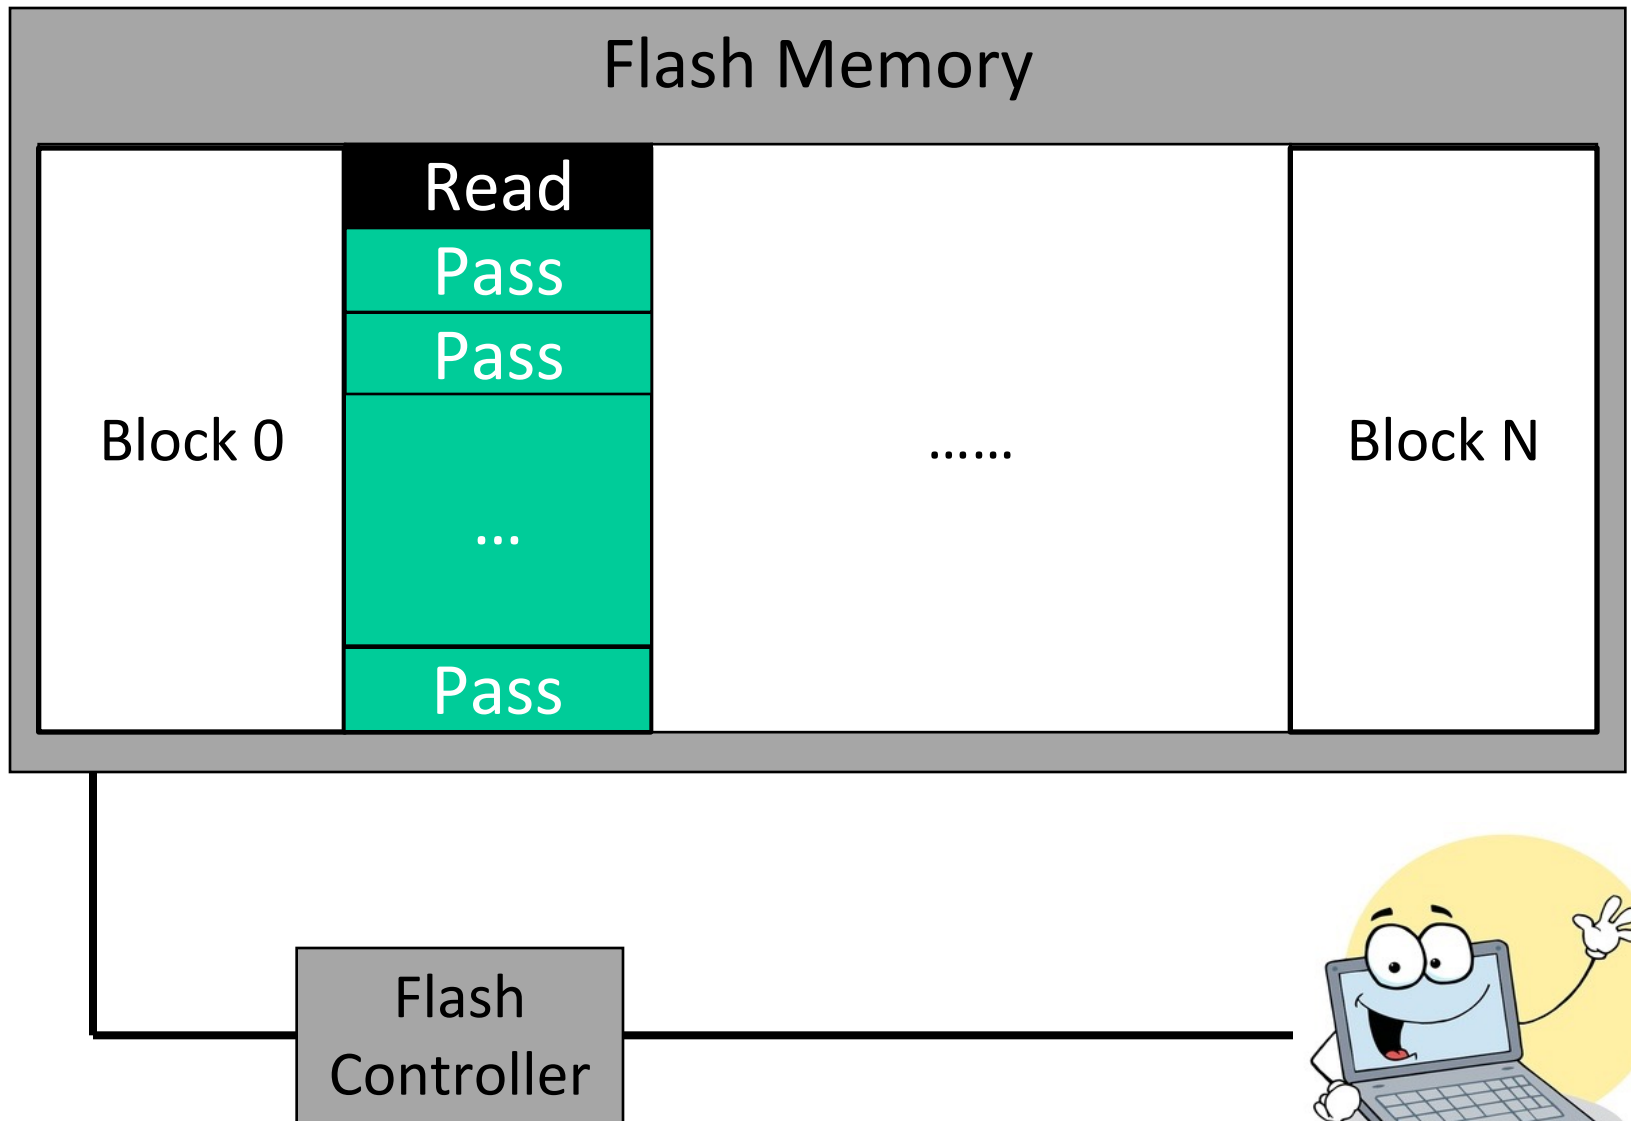 Flash Memory
Read
Pass
Pass
Block 0
……
Block N
…
Pass
Flash
Controller